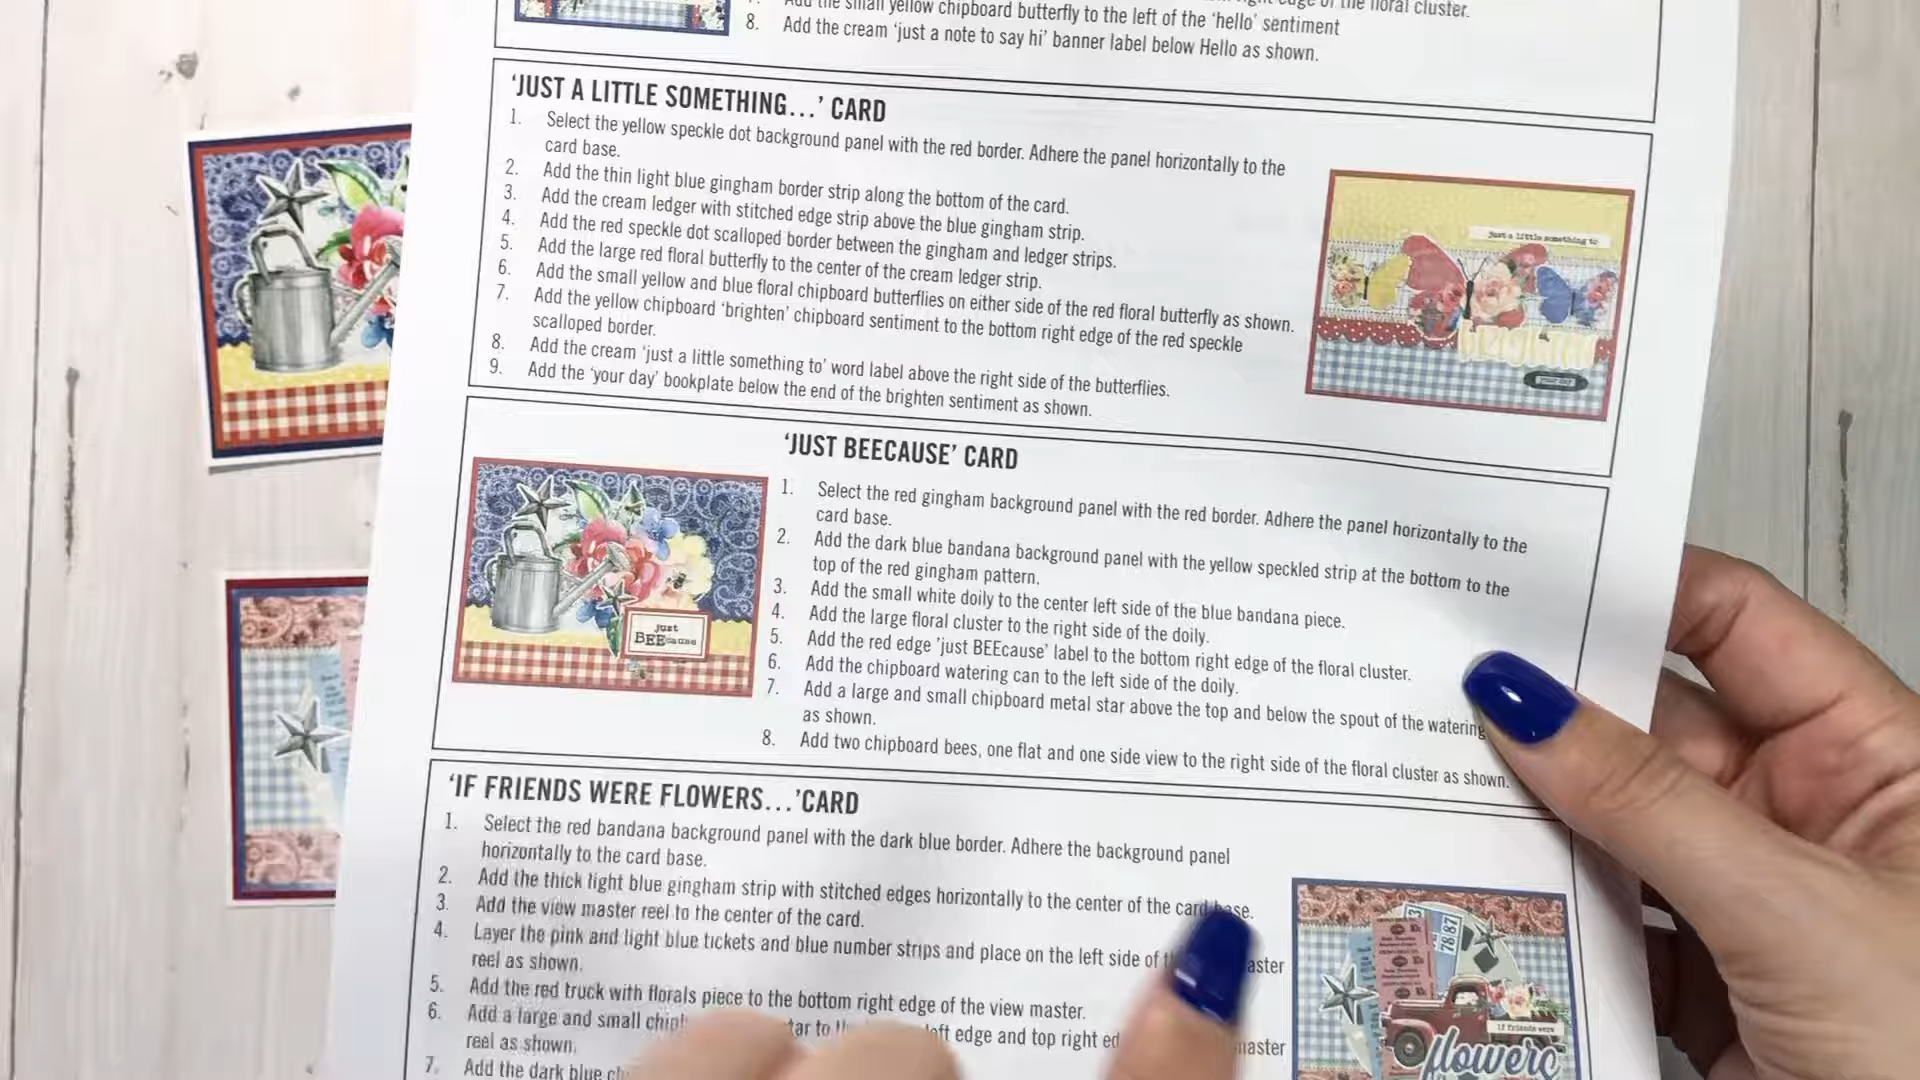 7. Add the small yellow chipboard butterfly to the left of the 'hello' sentiment
8. Add the cream 'just a note to say hi' banner label below Hello as shown.
edge of the floral cluster.
'JUST A LITTLE SOMETHING...' CARD
1. Select the yellow speckle dot background panel with the red border. Adhere the panel horizontally to the
card base.
2. Add the thin light blue gingham border strip along the bottom of the card.
3. Add the cream ledger with stitched edge strip above the blue gingham strip.
4. Add the red speckle dot scalloped border between the gingham and ledger strips.
5. Add the large red floral butterfly to the center of the cream ledger strip.
6. Add the small yellow and blue floral chipboard butterflies on either side of the red floral butterfly as shown.
7. Add the yellow chipboard 'brighten' chipboard sentiment to the bottom right edge of the red speckle
scalloped border.
8. Add the cream 'just a little something to' word label above the right side of the butterflies.
9. Add the 'your day' bookplate below the end of the brighten sentiment as shown.
just a little something to
your day
'JUST BEECAUSE' CARD
1. Select the red gingham background panel with the red border. Adhere the panel horizontally to the
card base.
2. Add the dark blue bandana background panel with the yellow speckled strip at the bottom to the
top of the red gingham pattern.
3. Add the small white doily to the center left side of the blue bandana piece.
4. Add the large floral cluster to the right side of the doily.
5. Add the red edge 'just BEEcause' label to the bottom right edge of the floral cluster.
6. Add the chipboard watering can to the left side of the doily.
7. Add a large and small chipboard metal star above the top and below the spout of the watering
as shown.
8. Add two chipboard bees, one flat and one side view to the right side of the floral cluster as shown.
just
BEEcause
'IF FRIENDS WERE FLOWERS...'CARD
1. Select the red bandana background panel with the dark blue border. Adhere the background panel
horizontally to the card base.
2. Add the thick light blue gingham strip with stitched edges horizontally to the center of the card base.
3. Add the view master reel to the center of the card.
4. Layer the pink and light blue tickets and blue number strips and place on the left side of
reel as shown.
5. Add the red truck with florals piece to the bottom right edge of the view master.
6. Add a large and small left edge and top right
reel as shown.
7. Add the dark blue
78 87
if friends were
flowers